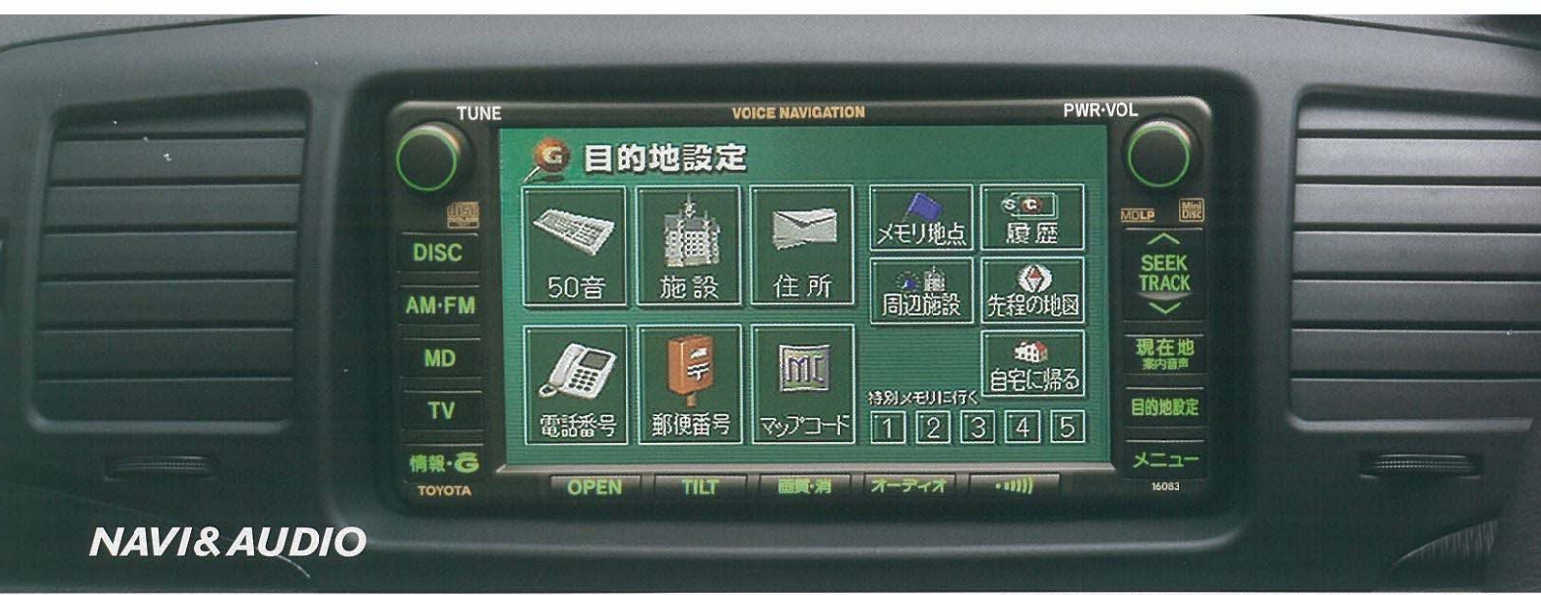 TUNE
VOICE NAVIGATION
PWR·VOL
G 目的地設定
DISC
AM·FM
MD
TV
情報·G
TOYOTA
50音
施設
住所
メモリ地点
S G
履歴
周辺施設
先程の地図
電話番号
郵便番号
マップコード
自宅に帰る
特別メモリに行く
1 2 3 4 5
MDLP
Mini Disc
SEEK
TRACK
現在地
案内音声
目的地設定
メニュー
16083
OPEN
TILT
画質·消
オーディオ
NAVI & AUDIO